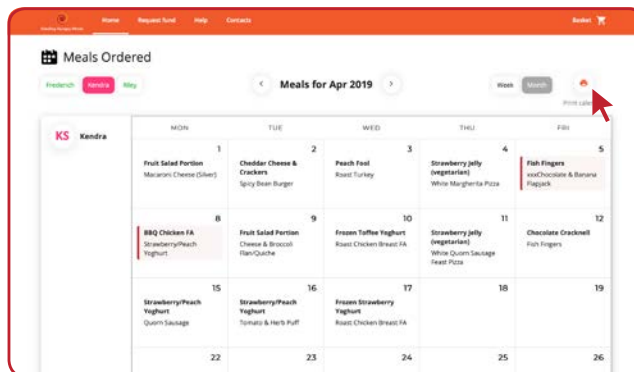 Home Request fund Help Contacts Basket
Meals Ordered
Frederich Kendra Riley
Meals for Apr 2019
Week Month
Print
KS Kendra
MON TUE WED THU FRI
1 2 3 4 5
Fruit Salad Portion
Macaroni Cheese (Silver)
Cheddar Cheese &
Crackers
Spicy Bean Burger
Peach Fool
Roast Turkey
Strawberry Jelly
(vegetarian)
White Margherita Pizza
Fish Fingers
xxxChocolate & Banana
Flapjack
8 9 10 11 12
BBQ Chicken FA
Strawberry/Peach
Yoghurt
Fruit Salad Portion
Cheese & Broccoli
Flan/Quiche
Frozen Toffee Yoghurt
Roast Chicken Breast FA
Strawberry Jelly
(vegetarian)
White Quorn Sausage
Feast Pizza
Chocolate Cracknell
Fish Fingers
15 16 17 18 19
Strawberry/Peach
Yoghurt
Quorn Sausage
Strawberry/Peach
Yoghurt
Tomato & Herb Puff
Frozen Strawberry
Yoghurt
Roast Chicken Breast FA
22 23 24 25 26